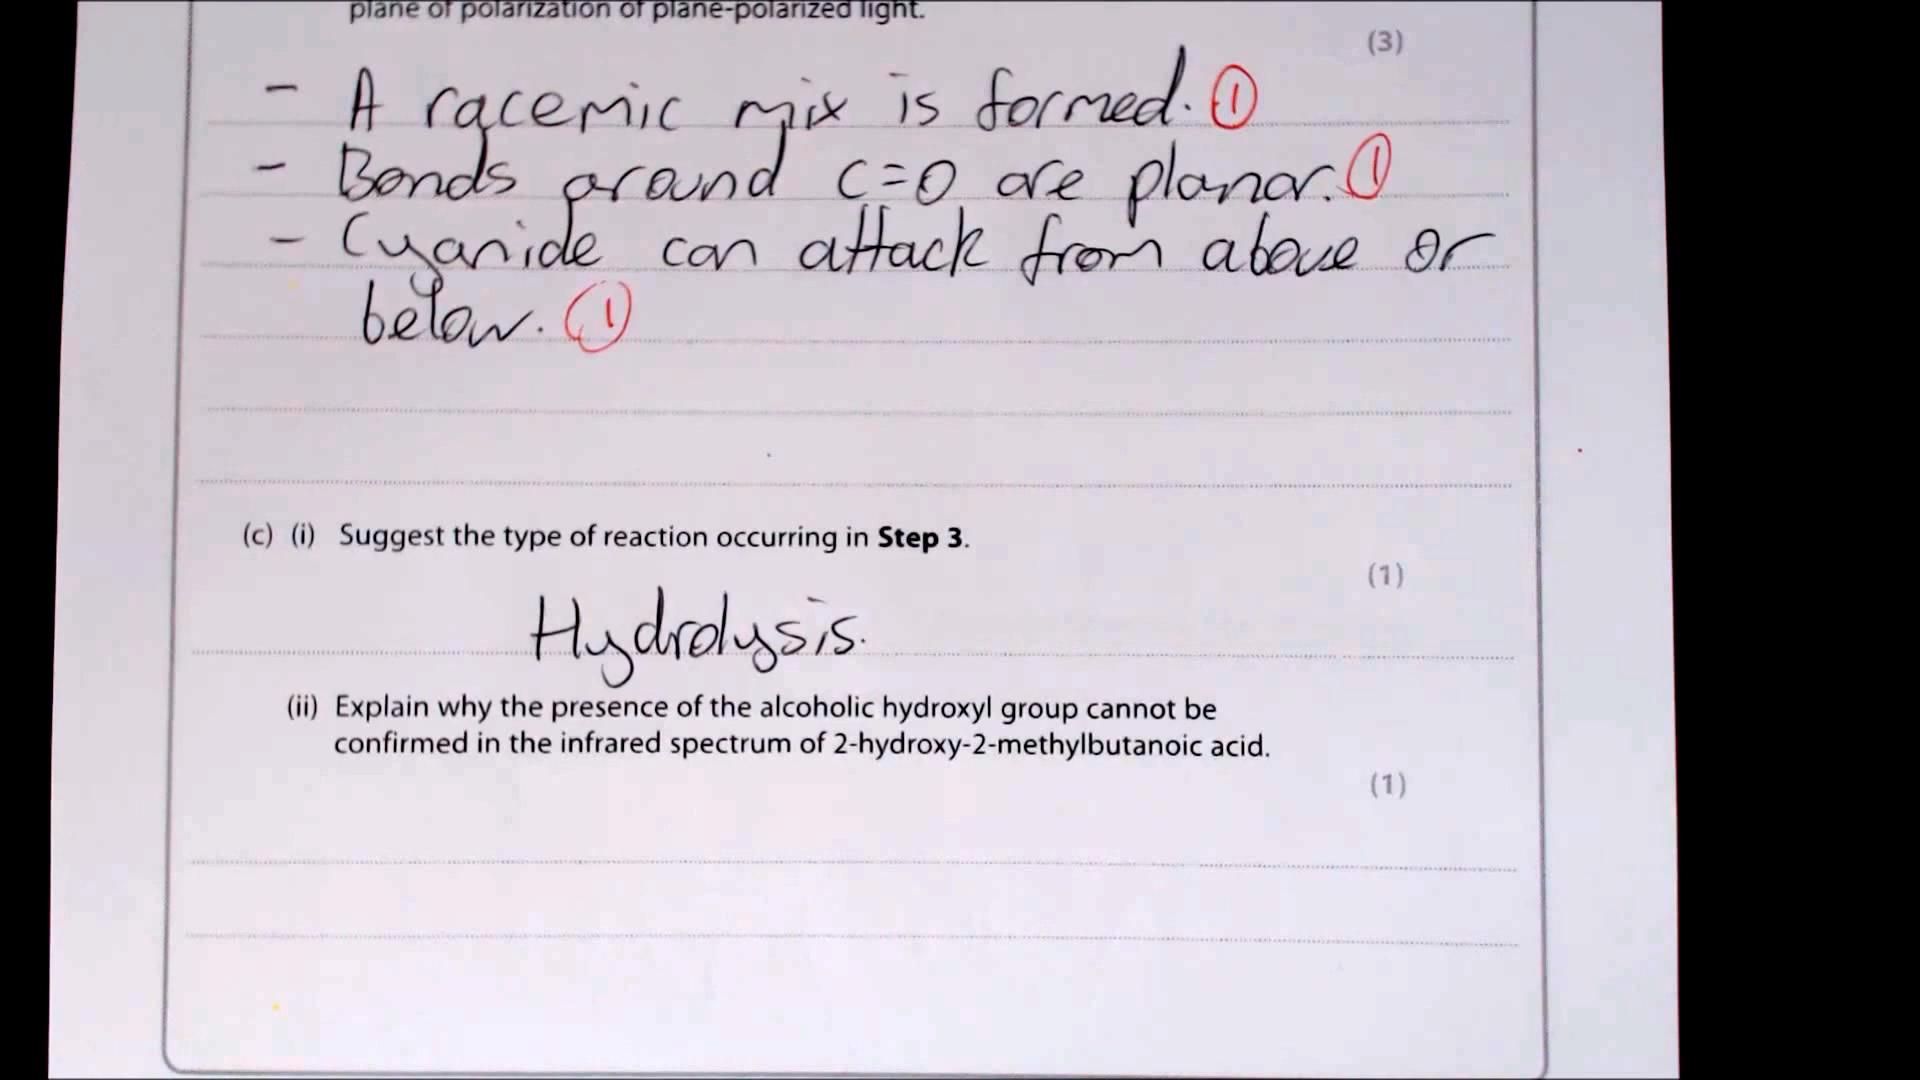 plane of polarization of plane-polarized light.
(3)
- A racemic mix is formed. 1
- Bonds around C=O are planar. 1
- Cyanide can attack from above or
below. 1
(c) (i) Suggest the type of reaction occurring in Step 3.
(1)
Hydrolysis.
(ii) Explain why the presence of the alcoholic hydroxyl group cannot be
confirmed in the infrared spectrum of 2-hydroxy-2-methylbutanoic acid.
(1)